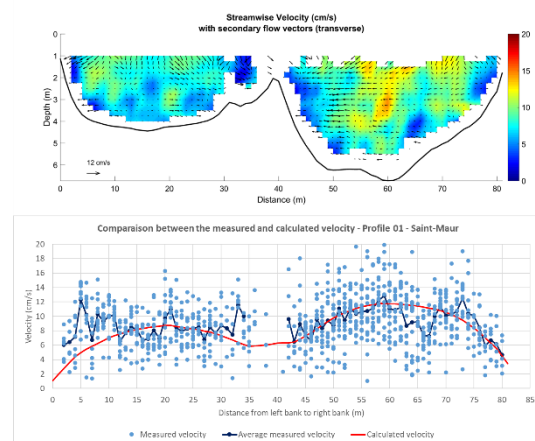 Streamwise Velocity (cm/s)
with secondary flow vectors (transverse)
Depth (m)
0
1
2
3
4
5
6
12 cm/s
0 10 20 30 40 50 60 70 80
Distance (m)
20
15
10
5
0
Comparaison between the measured and calculated velocity - Profile 01 - Saint-Maur
Velocity (cm/s)
20
18
16
14
12
10
8
6
4
2
0
0 5 10 15 20 25 30 35 40 45 50 55 60 65 70 75 80 85
Distance from left bank to right bank (m)
Measured velocity Average measured velocity Calculated velocity